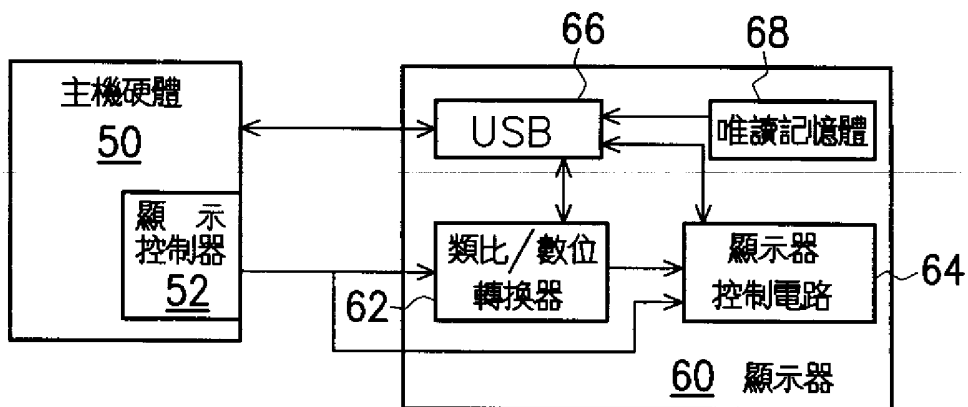 66
68
主機硬體
50
USB
唯讀記憶體
顯 示
控制器
52
類比/數位
轉換器
62
顯示器
控制電路
64
60 顯示器